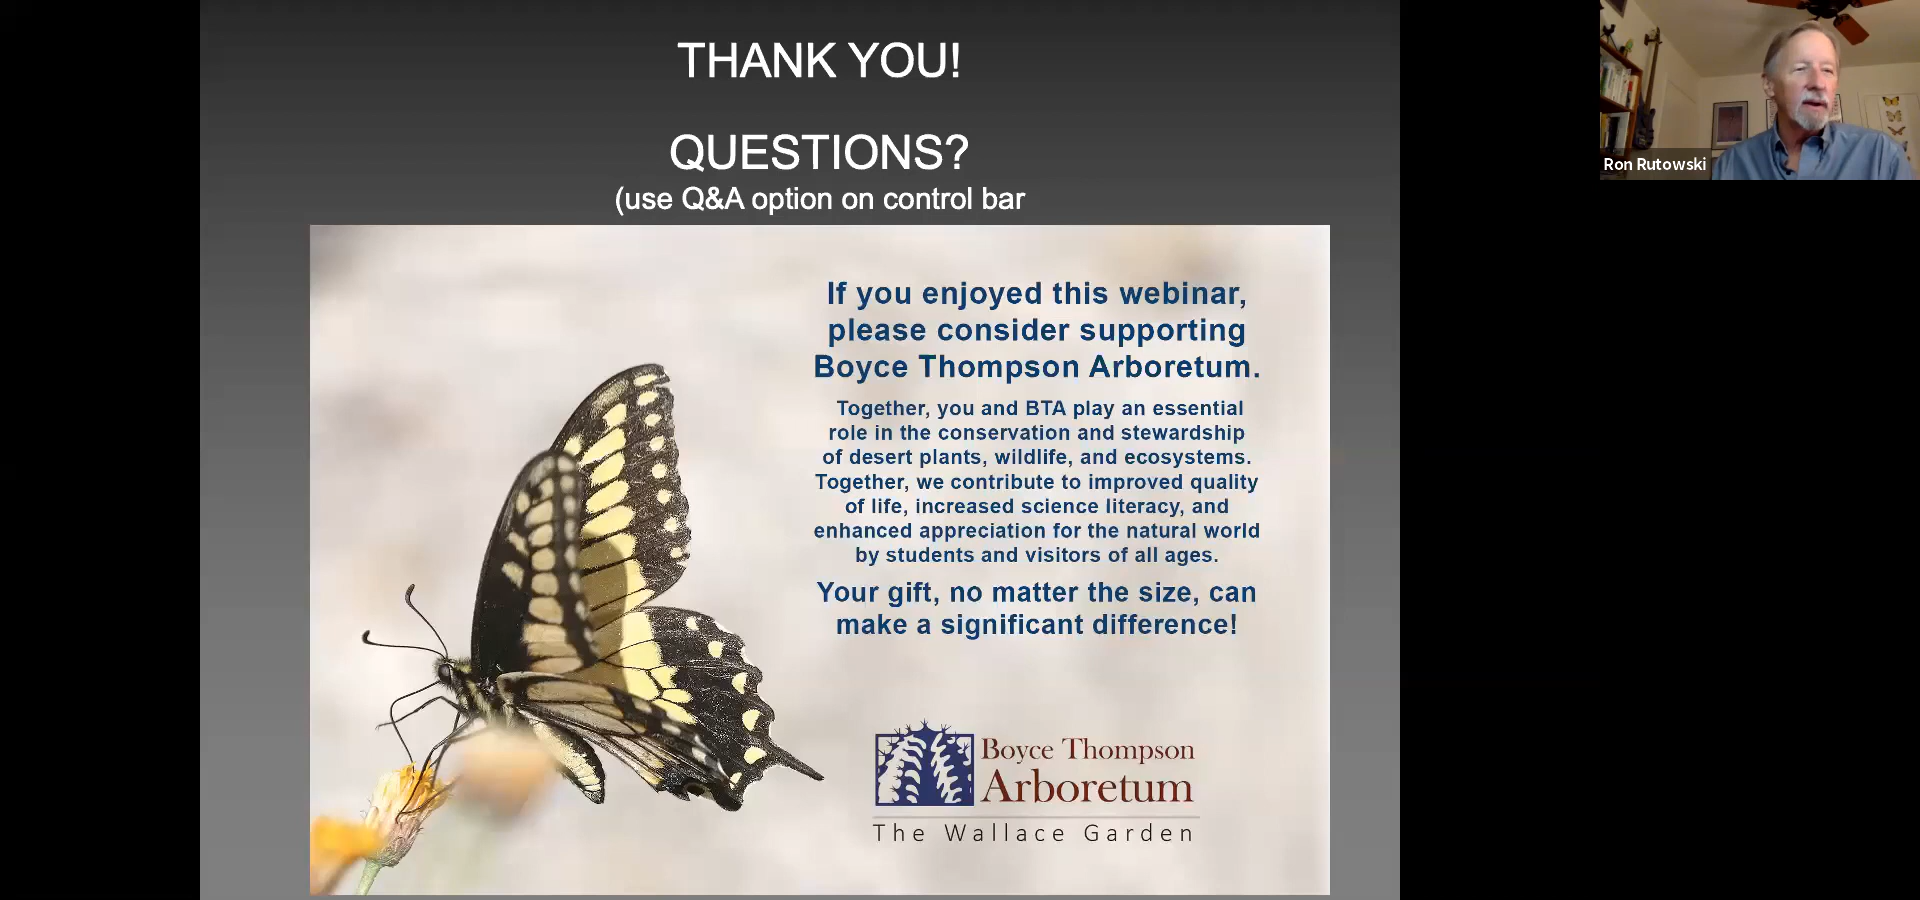 THANK YOU!
QUESTIONS?
(use Q&A option on control bar
If you enjoyed this webinar,
please consider supporting
Boyce Thompson Arboretum.
Together, you and BTA play an essential
role in the conservation and stewardship
of desert plants, wildlife, and ecosystems.
Together, we contribute to improved quality
of life, increased science literacy, and
enhanced appreciation for the natural world
by students and visitors of all ages.
Your gift, no matter the size, can
make a significant difference!
Boyce Thompson
Arboretum
The Wallace Garden
Ron Rutowski